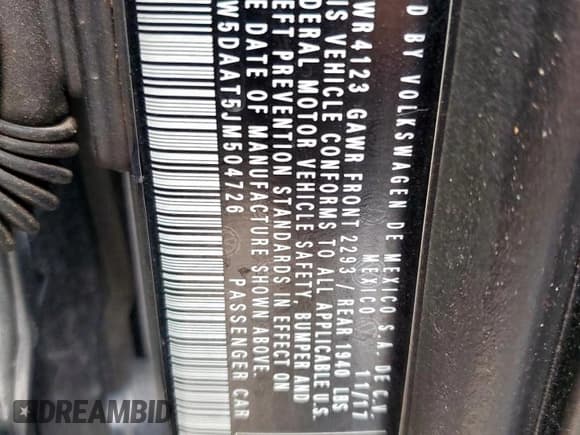 D BY VOLKSWAGEN DE MEXICO S.A. DE C.V.
MEXICO 11/17
WR 4123 GAWR FRONT 2293 / REAR 1940 LBS
IS VEHICLE CONFORMS TO ALL APPLICABLE U.S.
DERAL MOTOR VEHICLE SAFETY, BUMPER AND
EFT PREVENTION STANDARDS IN EFFECT ON
E DATE OF MANUFACTURE SHOWN ABOVE.
W5DAAT5JM504726 PASSENGER CAR
DREAMBID